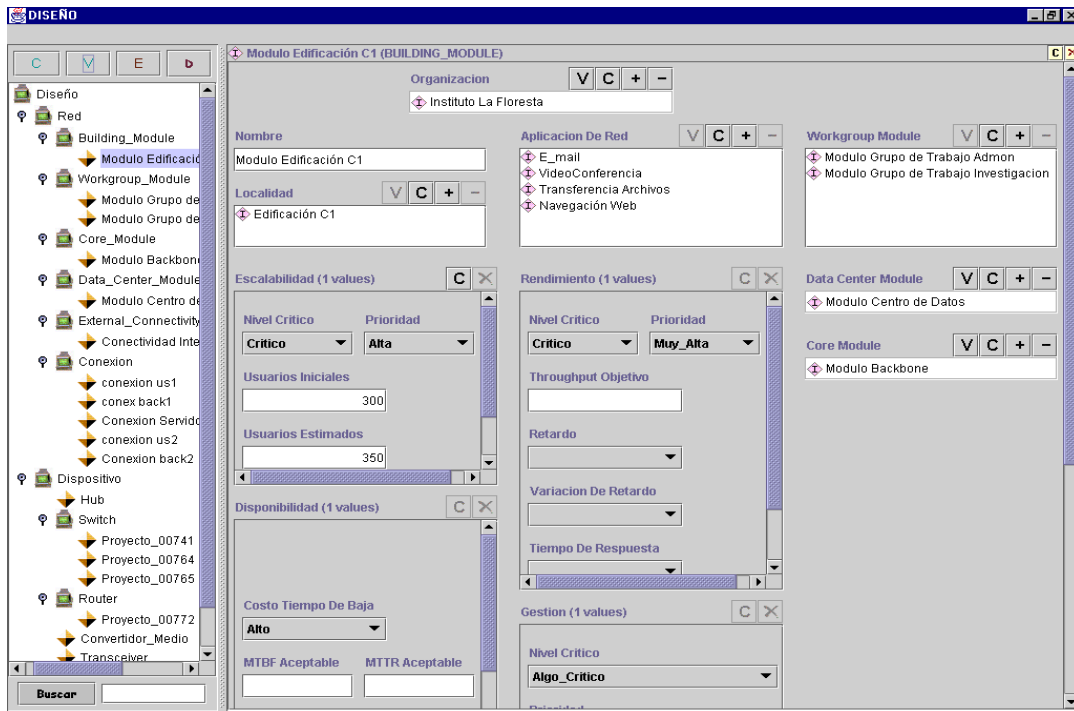 DISEÑO
C V E D
Diseño
Red
Building_Module
Modulo Edificació
Workgroup_Module
Modulo Grupo de
Modulo Grupo de
Core_Module
Modulo Backbon
Data_Center_Module
Modulo Centro de
External_Connectivity
Conectividad Inte
Conexion
conexion us1
conex back1
Conexion Servido
conexion us2
Conexion back2
Dispositivo
Hub
Switch
Proyecto_00741
Proyecto_00764
Proyecto_00765
Router
Proyecto_00772
Convertidor_Medio
Transceiver
Buscar
Modulo Edificación C1 (BUILDING_MODULE) C
Organizacion V C + −
Instituto La Floresta
Nombre
Modulo Edificación C1
Localidad V C + −
Edificación C1
Aplicacion De Red V C + −
E_mail
VideoConferencia
Transferencia Archivos
Navegación Web
Workgroup Module V C + −
Modulo Grupo de Trabajo Admon
Modulo Grupo de Trabajo Investigacion
Escalabilidad (1 values) C
Nivel Critico Prioridad
Critico Alta
Usuarios Iniciales
300
Usuarios Estimados
350
Rendimiento (1 values) C
Nivel Critico Prioridad
Critico Muy_Alta
Throughput Objetivo
Retardo
Variacion De Retardo
Tiempo De Respuesta
Data Center Module V C + −
Modulo Centro de Datos
Core Module V C + −
Modulo Backbone
Disponibilidad (1 values) C
Costo Tiempo De Baja
Alto
MTBF Aceptable MTTR Aceptable
Gestion (1 values) C
Nivel Critico
Algo_Critico
Prioridad